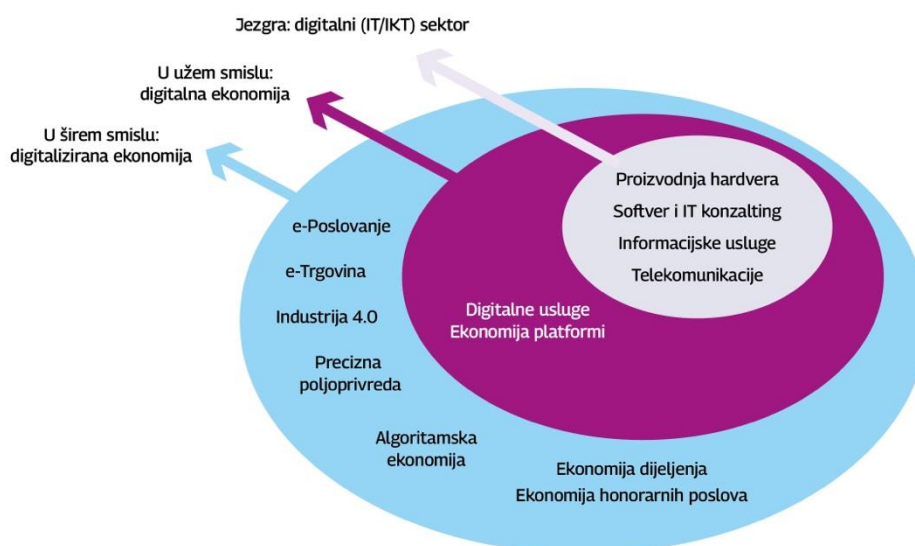 Jezgra: digitalni (IT/IKT) sektor
U užem smislu:
digitalna ekonomija
U širem smislu:
digitalizirana ekonomija
Proizvodnja hardvera
Softver i IT konzalting
Informacijske usluge
Telekomunikacije
Digitalne usluge
Ekonomija platformi
e-Poslovanje
e-Trgovina
Industrija 4.0
Precizna
poljoprivreda
Algoritamska
ekonomija
Ekonomija dijeljenja
Ekonomija honorarnih poslova